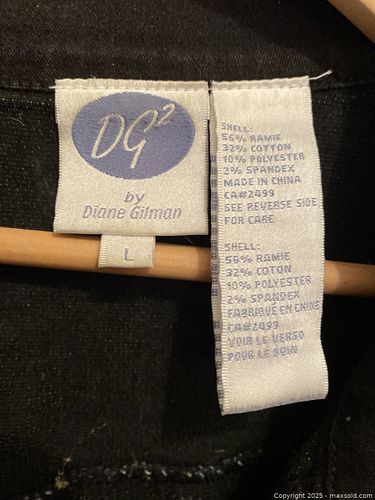 DG2
by
Diane Gilman
L
SHELL:
56% RAMIE
32% COTTON
10% POLYESTER
2% SPANDEX
MADE IN CHINA
CA#2499
SEE REVERSE SIDE
FOR CARE
SHELL:
56% RAMIE
32% COTON
10% POLYESTER
2% SPANDEX
FABRIQUÉ EN CHINE
CA#2499
VOIR LE VERSO
POUR LE SOIN
Copyright 2025 - maxsold.com